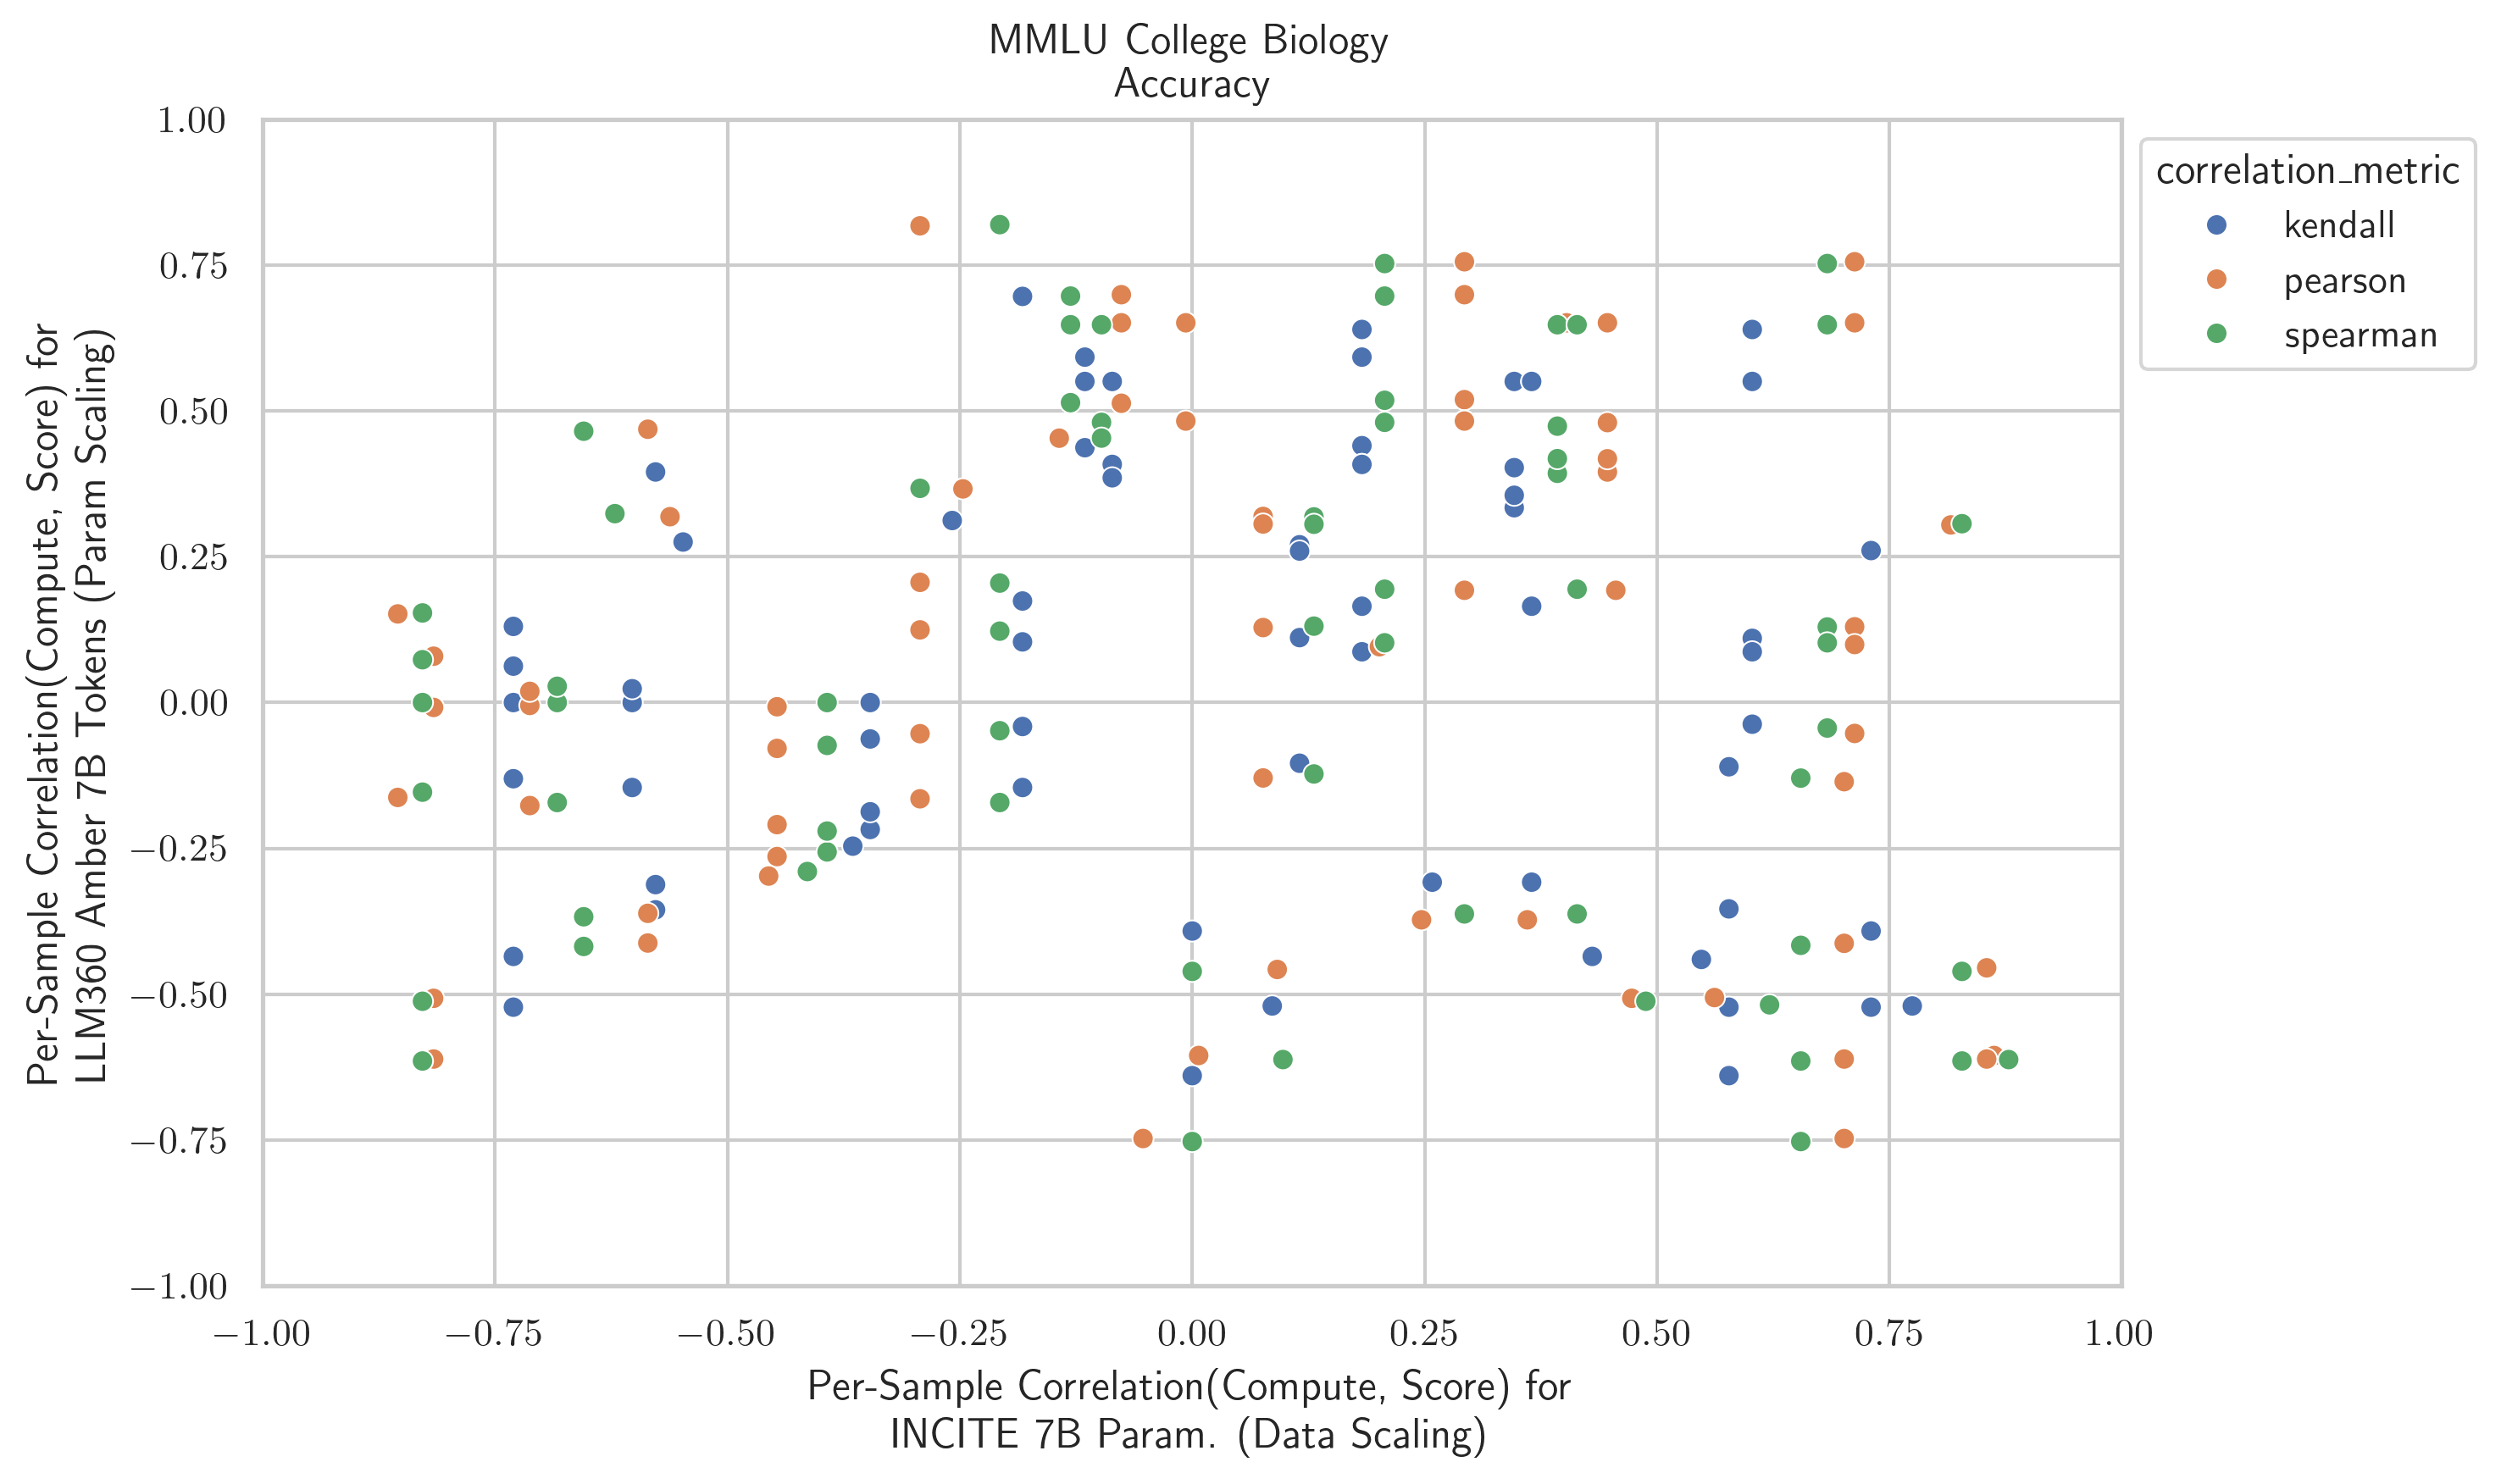 MMLU College Biology
Accuracy
1.00
0.75
0.50
0.25
0.00
−0.25
−0.50
−0.75
−1.00
Per-Sample Correlation(Compute, Score) for
LLM360 Amber 7B Tokens (Param Scaling)
correlation_metric
kendall
pearson
spearman
−1.00 −0.75 −0.50 −0.25 0.00 0.25 0.50 0.75 1.00
Per-Sample Correlation(Compute, Score) for
INCITE 7B Param. (Data Scaling)